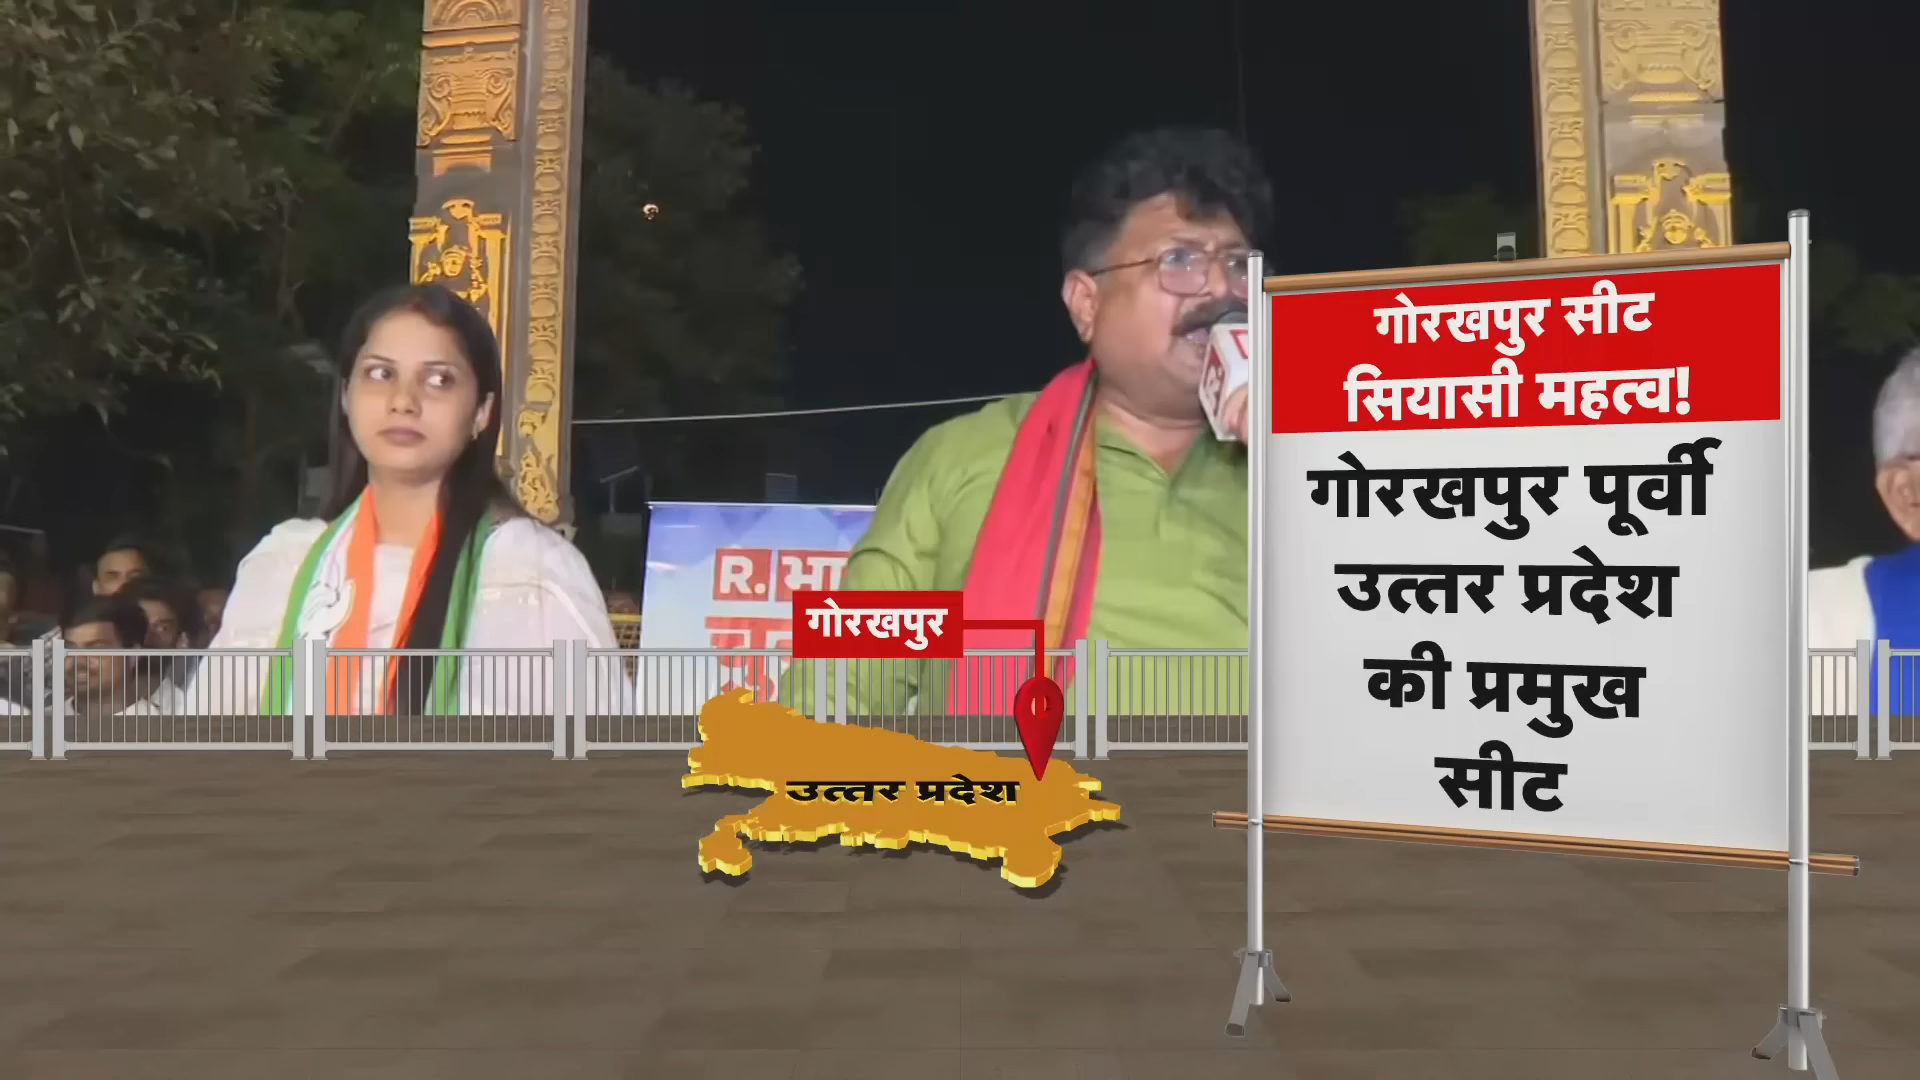 गोरखपुर सीट
सियासी महत्व!
गोरखपुर पूर्वी
उत्तर प्रदेश
की प्रमुख
सीट
R. भा
गोरखपुर
उत्तर प्रदेश